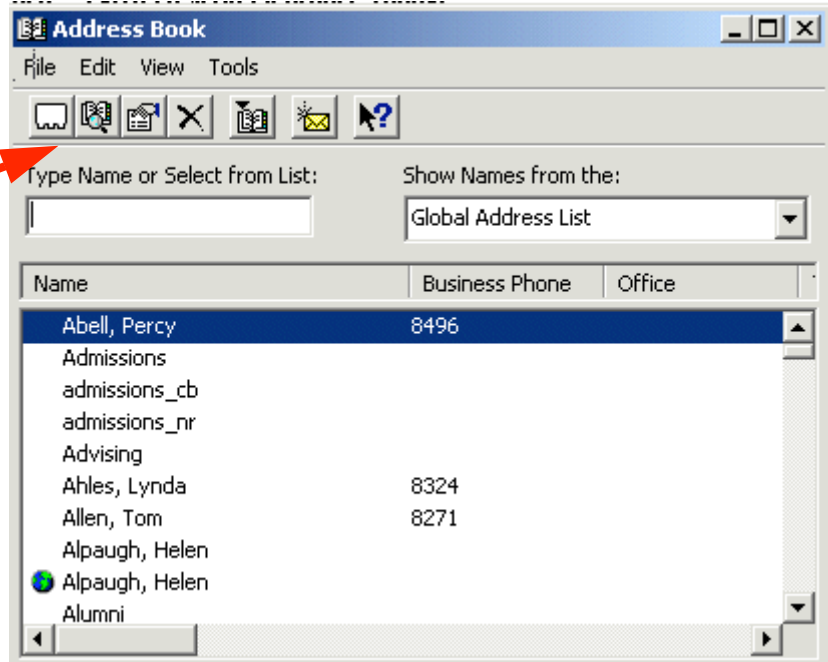 Address Book
File Edit View Tools
Type Name or Select from List:
Show Names from the:
Global Address List
Name Business Phone Office
Abell, Percy 8496
Admissions
admissions_cb
admissions_nr
Advising
Ahles, Lynda 8324
Allen, Tom 8271
Alpaugh, Helen
Alpaugh, Helen
Alumni